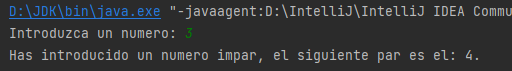 D:\JDK\bin\java.exe "-javaagent:D:\IntelliJ\IntelliJ IDEA Commu
Introduzca un numero: 3
Has introducido un numero impar, el siguiente par es el: 4.